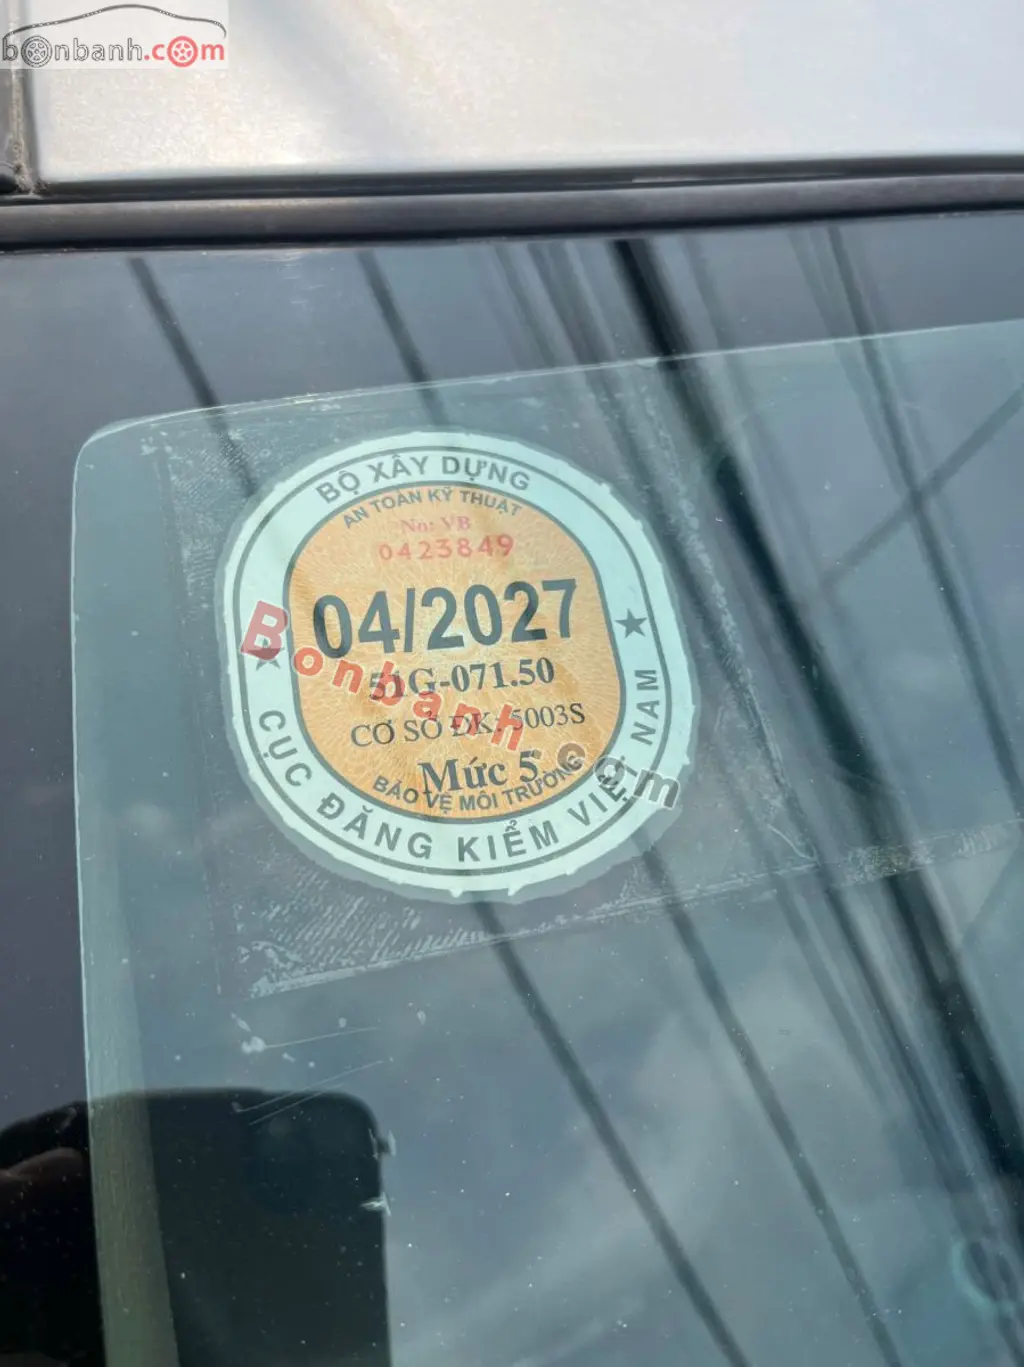 bonbanh.com
BỘ XÂY DỰNG
AN TOÀN KỸ THUẬT
No: VB
0423849
04/2027
51G-071.50
CƠ SỞ ĐK: 5003S
Mức 5
BẢO VỆ MÔI TRƯỜNG
CỤC ĐĂNG KIỂM VIỆT NAM
Bonbanh.com